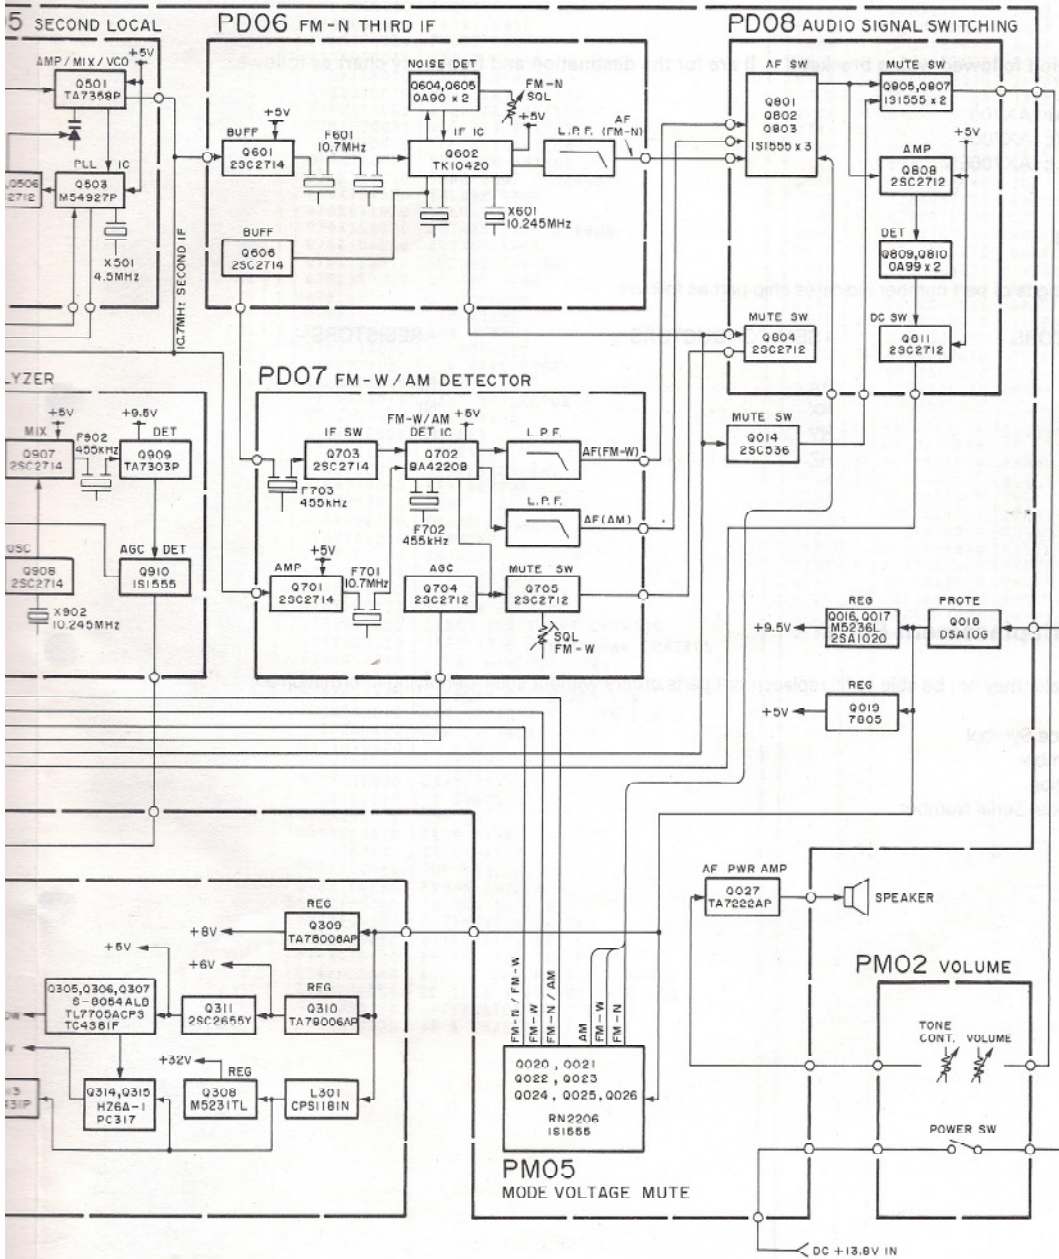 5 SECOND LOCAL
AMP/MIX/VCO
+5V
Q501
TA7358P
PLL IC
Q503
M54927P
Q506
2712
X501
4.5MHz
10.7MHz SECOND IF
PD06 FM-N THIRD IF
BUFF
+5V
Q601
2SC2714
F601
10.7MHz
NOISE DET
Q604,Q605
0A90 x 2
FM-N
SQL
IF IC
+5V
Q602
TK10420
L.P.F. (FM-N)
AF
X601
10.245MHz
BUFF
Q606
2SC2714
PD08 AUDIO SIGNAL SWITCHING
AF SW
Q801
Q802
Q803
1S1555 x 3
MUTE SW
Q805,Q807
1S1555 x 2
+5V
AMP
Q808
2SC2712
DET
Q809,Q810
0A99 x 2
DC SW
Q811
2SC2712
MUTE SW
Q804
2SC2712
MUTE SW
Q014
2SC536
LYZER
+5V
MIX
Q907
2SC2714
F902
455kHz
+9.5V
DET
Q909
TA7303P
OSC
Q908
2SC2714
X902
10.245MHz
AGC DET
Q910
1S1555
PD07 FM-W/AM DETECTOR
IF SW
Q703
2SC2714
F703
455kHz
FM-W/AM
DET IC
+5V
Q702
BA4220B
F702
455kHz
L.P.F.
AF(FM-W)
L.P.F.
AF(AM)
+5V
AMP
Q701
2SC2714
F701
10.7MHz
AGC
Q704
2SC2712
MUTE SW
Q705
2SC2712
SQL
FM-W
REG
Q016,Q017
M5236L
2SA1020
+9.5V
PROTE
Q018
DSA10G
REG
Q019
7805
+5V
AF PWR AMP
Q027
TA7222AP
SPEAKER
REG
Q309
TA78008AP
+8V
+5V
+6V
Q305,Q306,Q307
S-8054ALB
TL7705ACP3
TC4381F
Q311
2SC2655Y
REG
Q310
TA78006AP
+32V
REG
Q314,Q315
HZ6A-1
PC317
Q308
M5231TL
L301
CPS1181N
FM-N / FM-W
FM-W
FM-N / AM
AM
FM-W
FM-N
Q020 , Q021
Q022 , Q023
Q024 , Q025, Q026
RN2206
1S1555
PM05
MODE VOLTAGE MUTE
PM02 VOLUME
TONE
CONT. VOLUME
POWER SW
DC +13.8V IN